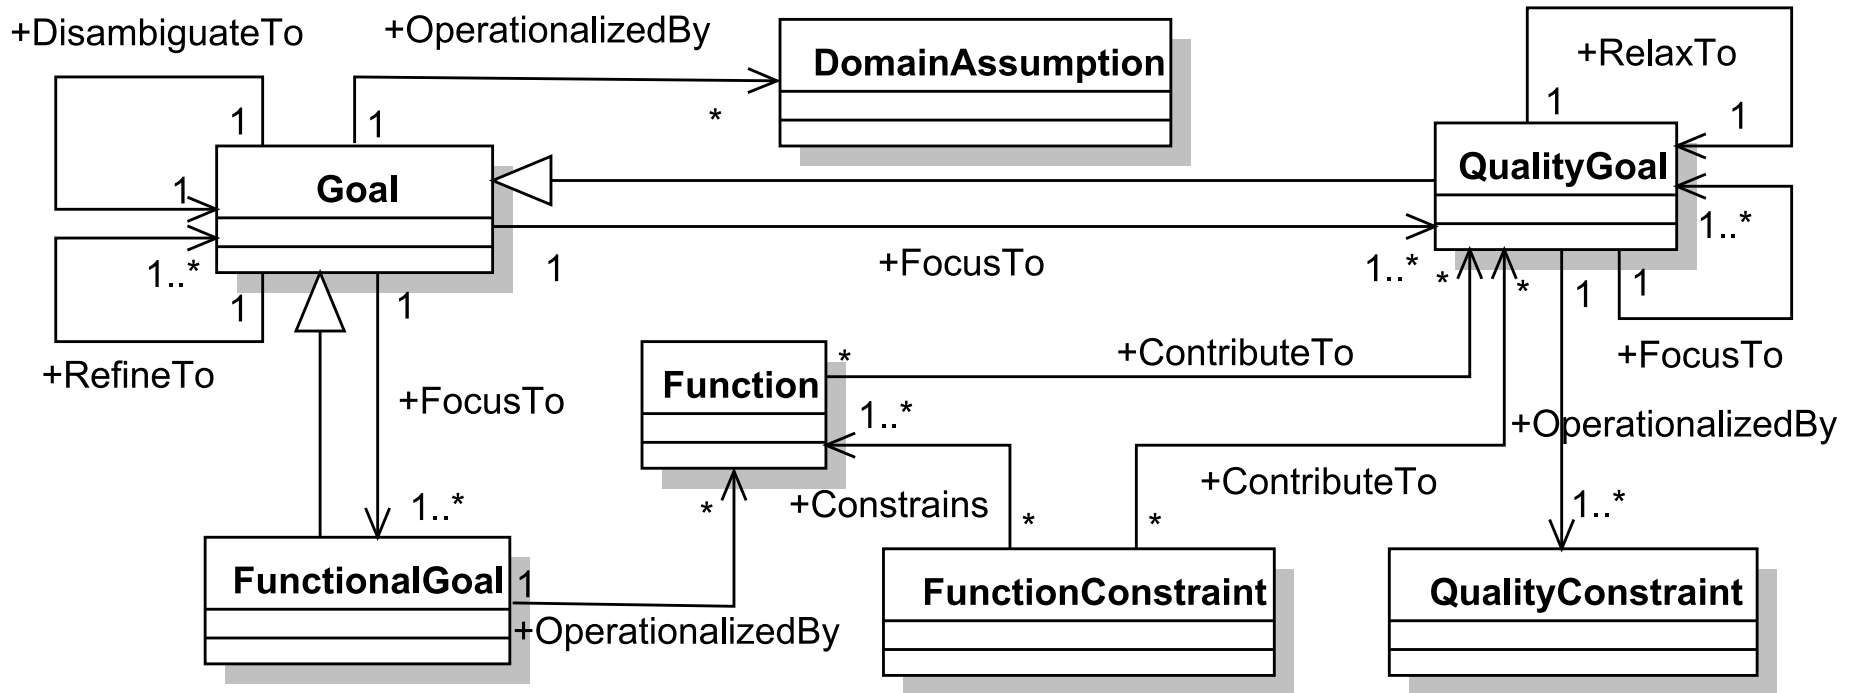 +DisambiguateTo
+OperationalizedBy
DomainAssumption
+RelaxTo
1
1
*
1
1
Goal
1
QualityGoal
1..*
1
1
+FocusTo
1..*
*
*
1
1
1..*
1
1
+RefineTo
+FocusTo
Function
*
+ContributeTo
+FocusTo
1..*
+OperationalizedBy
+ContributeTo
1..*
*
+Constrains
*
*
1..*
FunctionalGoal
1
+OperationalizedBy
FunctionConstraint
QualityConstraint